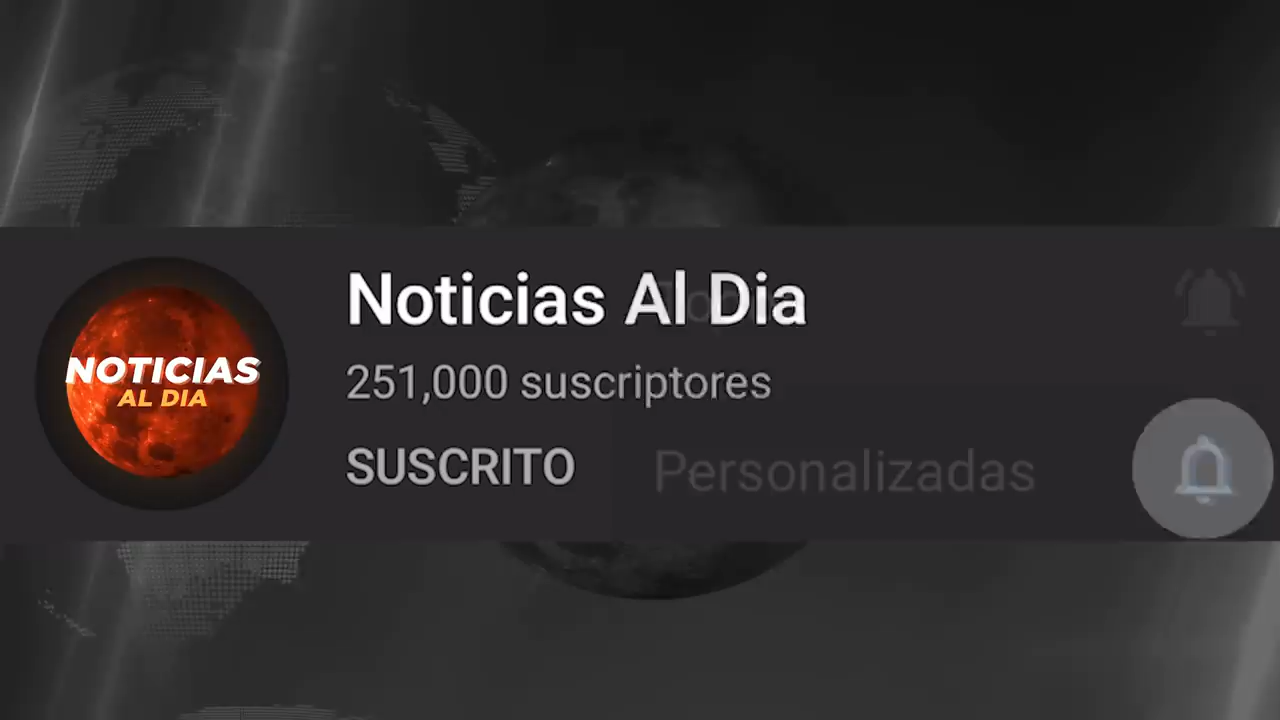 Noticias Al Dia
251,000 suscriptores
SUSCRITO
Personalizadas
NOTICIAS
AL DIA